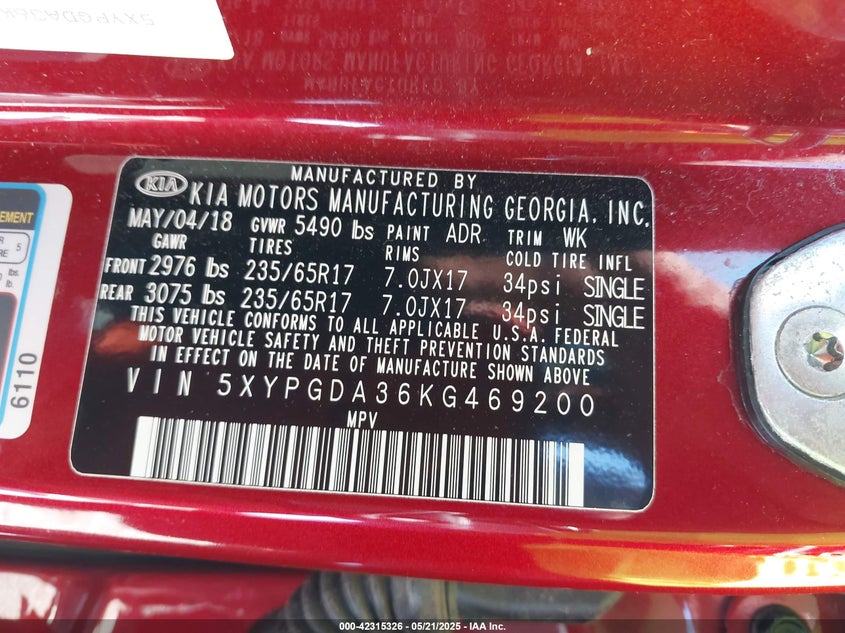 5XYPGDA36K
MANUFACTURED BY
KIA KIA MOTORS MANUFACTURING GEORGIA, INC.
MAY/04/18 GVWR 5490 lbs PAINT ADR TRIM WK
GAWR TIRES RIMS COLD TIRE INFL
FRONT 2976 lbs 235/65R17 7.0JX17 34psi SINGLE
REAR 3075 lbs 235/65R17 7.0JX17 34psi SINGLE
THIS VEHICLE CONFORMS TO ALL APPLICABLE U.S.A. FEDERAL
MOTOR VEHICLE SAFETY AND THEFT PREVENTION STANDARDS
IN EFFECT ON THE DATE OF MANUFACTURE SHOWN ABOVE
VIN 5XYPGDA36KG469200
MPV
5
6110
000-42315326 - 05/21/2025 - IAA Inc.